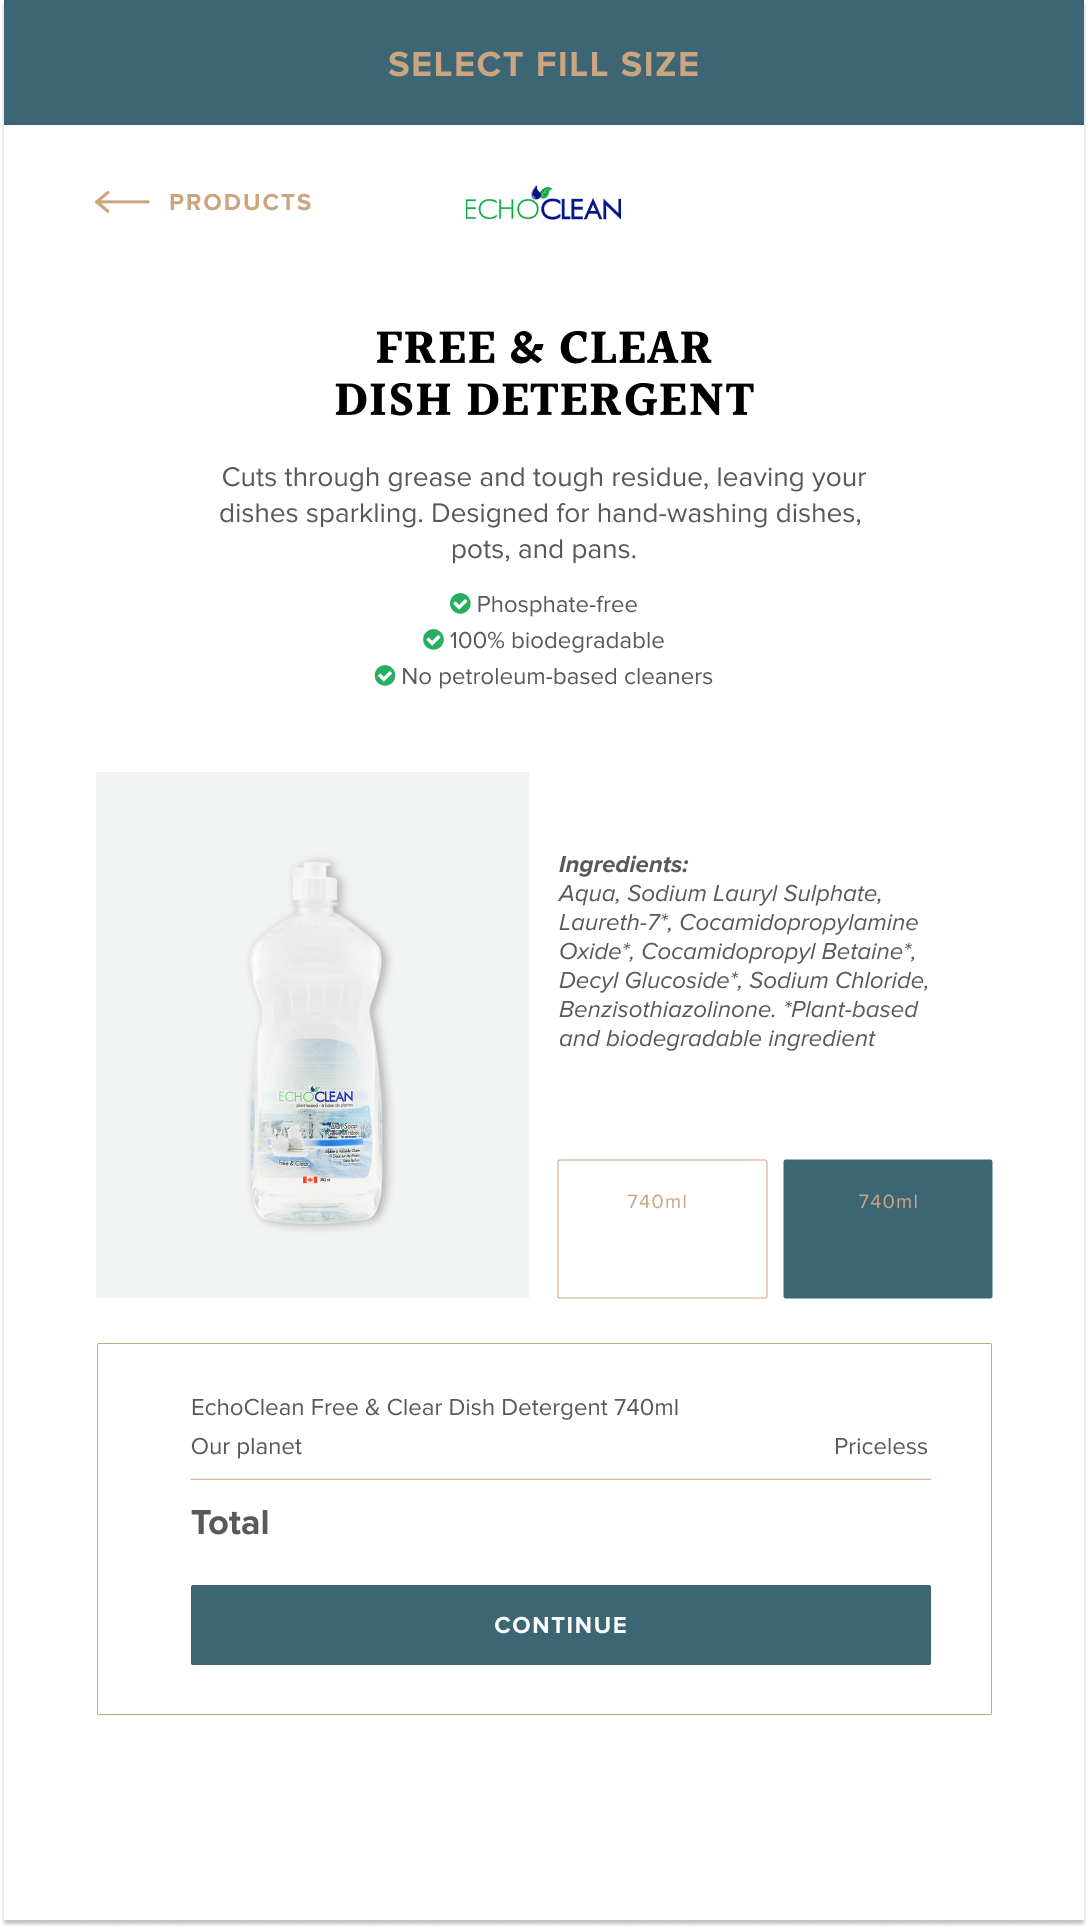 SELECT FILL SIZE
PRODUCTS
ECHOCLEAN
FREE & CLEAR
DISH DETERGENT
Cuts through grease and tough residue, leaving your
dishes sparkling. Designed for hand-washing dishes,
pots, and pans.
Phosphate-free
100% biodegradable
No petroleum-based cleaners
ECHOCLEAN
Free & Clear
Ingredients:
Aqua, Sodium Lauryl Sulphate,
Laureth-7*, Cocamidopropylamine
Oxide*, Cocamidopropyl Betaine*,
Decyl Glucoside*, Sodium Chloride,
Benzisothiazolinone. *Plant-based
and biodegradable ingredient
740ml
740ml
EchoClean Free & Clear Dish Detergent 740ml
Our planet Priceless
Total
CONTINUE